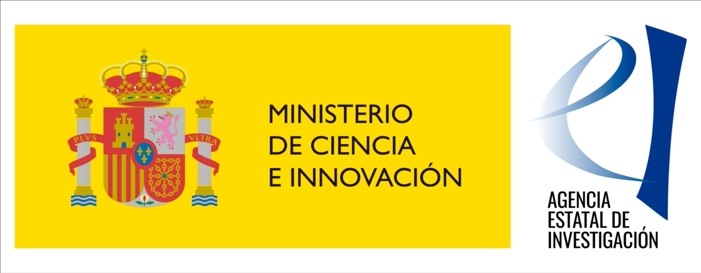 PLVS
VLTRA
MINISTERIO
DE CIENCIA
E INNOVACIÓN
AGENCIA
ESTATAL DE
INVESTIGACIÓN